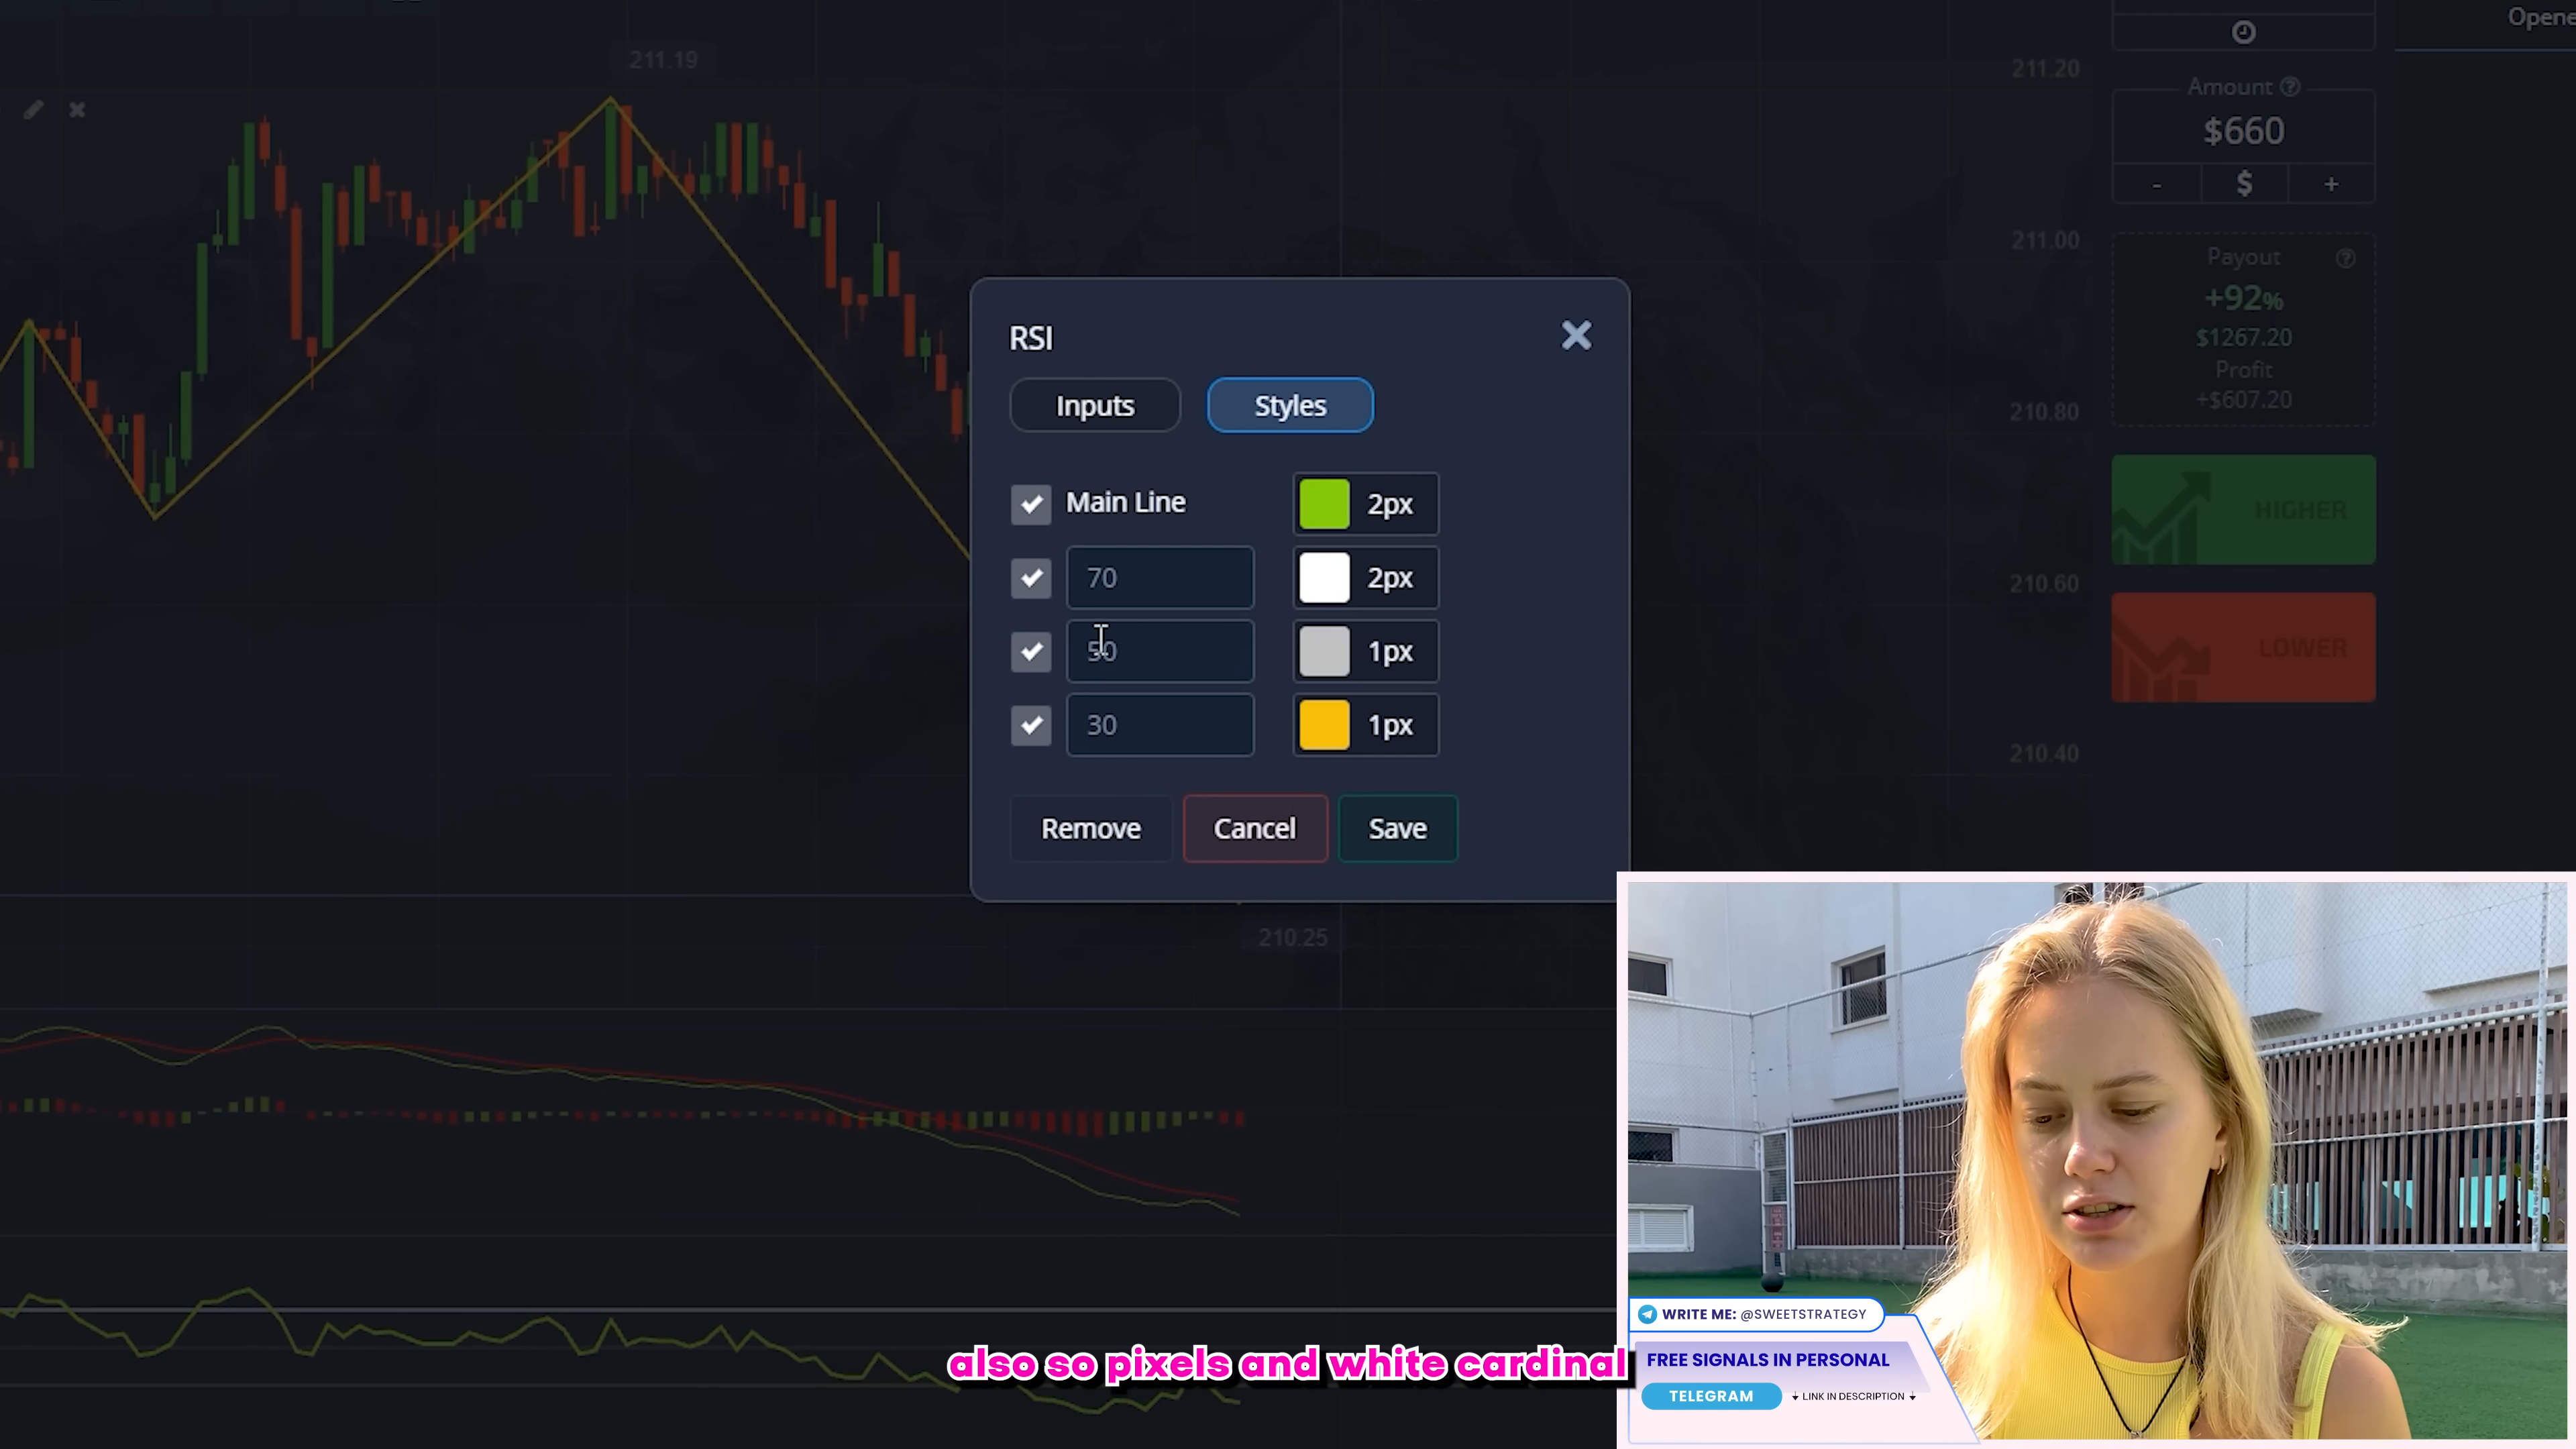 Opene
211.19
211.20
Amount
$660
- $ +
211.00
Payout
+92%
$1267.20
Profit
+$607.20
RSI
Inputs Styles
210.80
Main Line 2px
HIGHER
70 2px
210.60
50 1px
LOWER
30 1px
210.40
Remove Cancel Save
210.25
WRITE ME: @SWEETSTRATEGY
also so pixels and white cardinal
FREE SIGNALS IN PERSONAL
TELEGRAM LINK IN DESCRIPTION